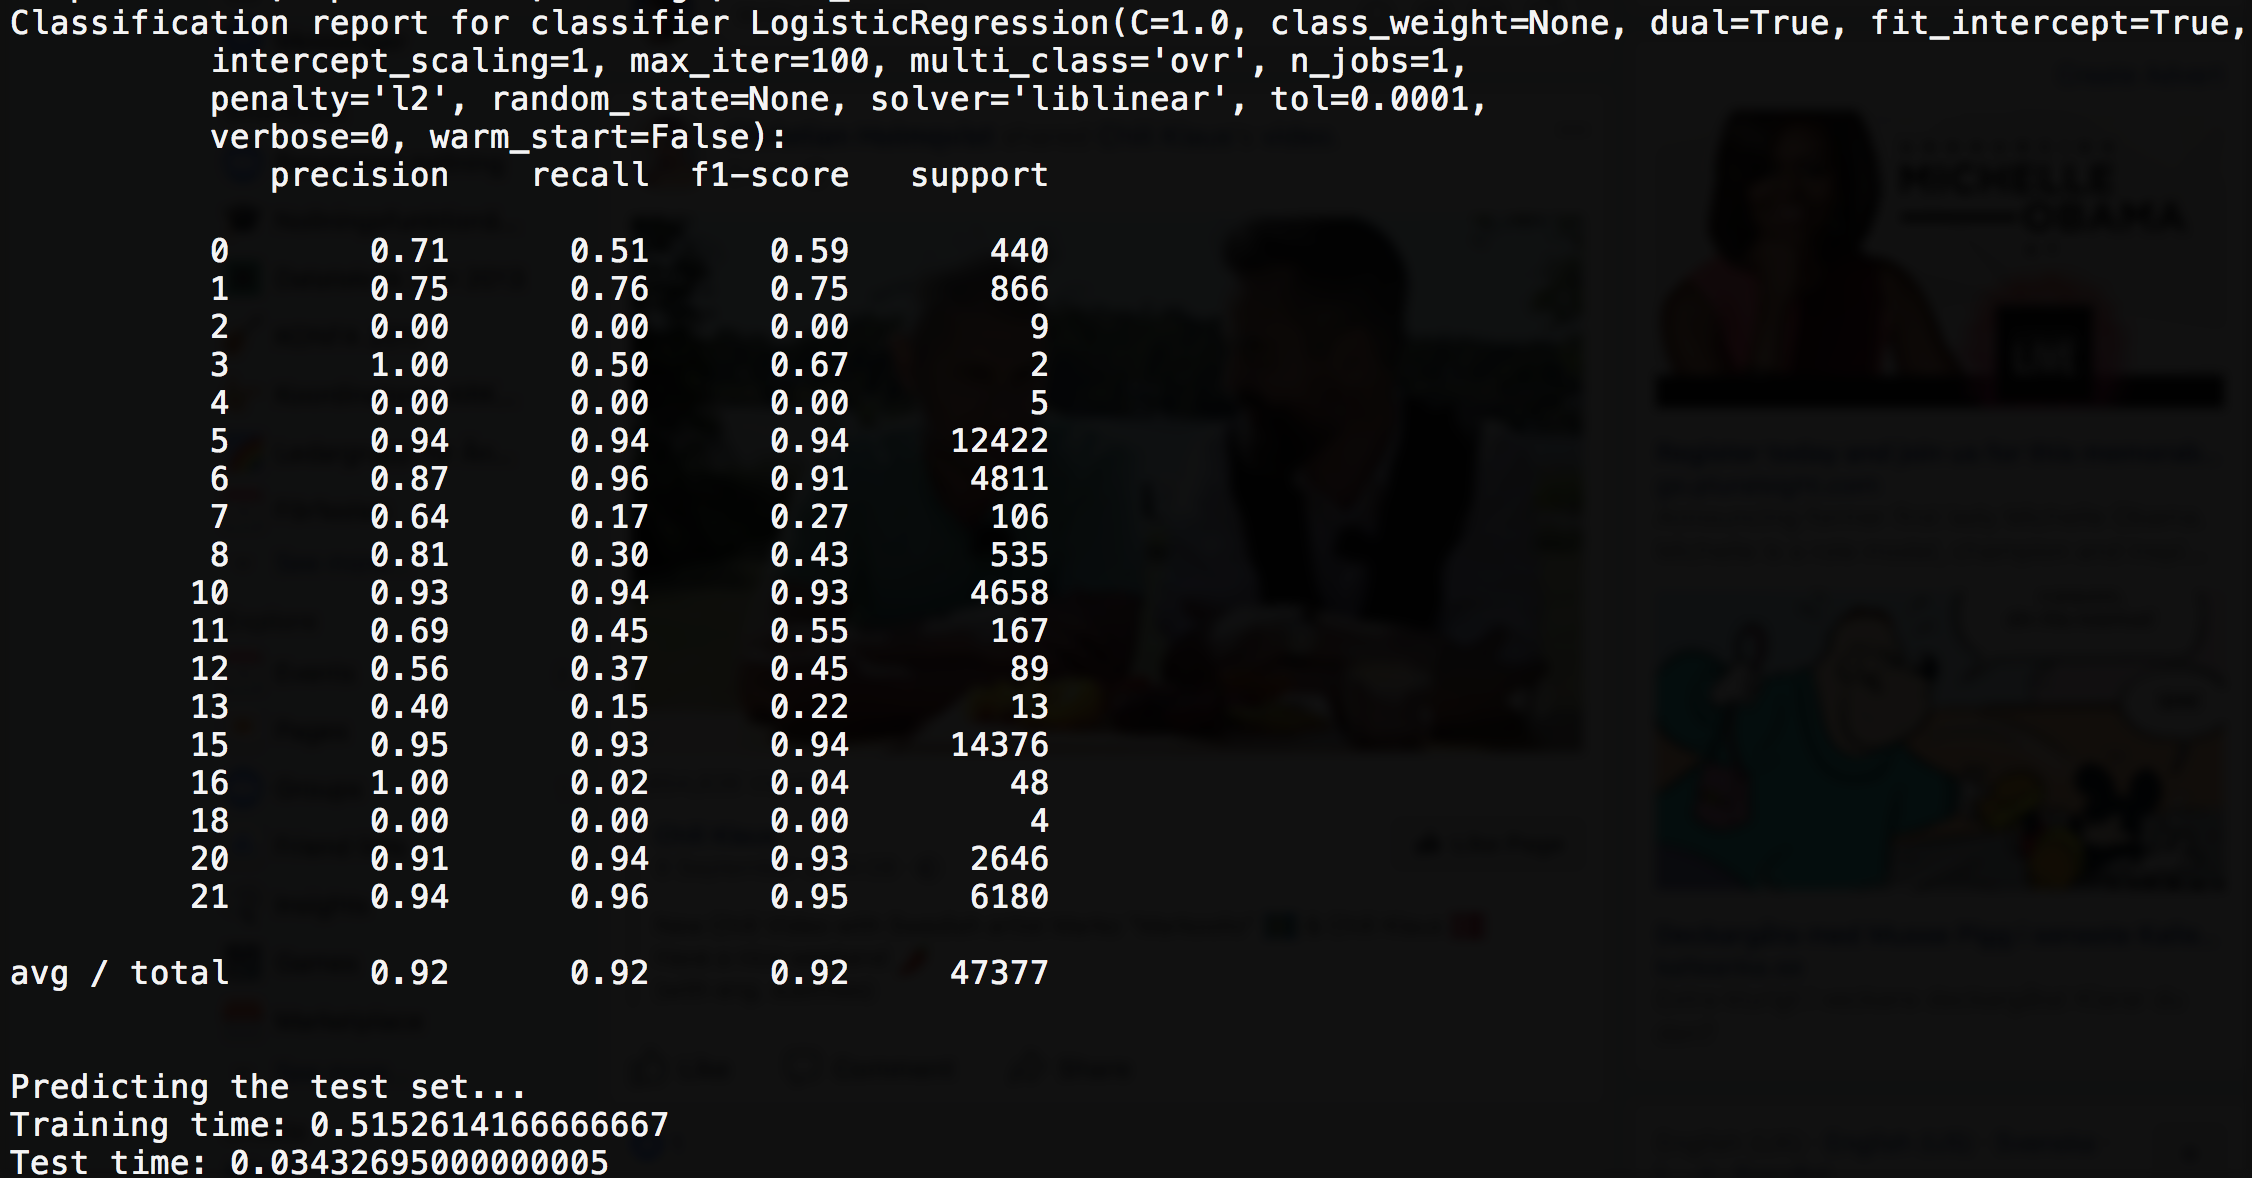 Classification report for classifier LogisticRegression(C=1.0, class_weight=None, dual=True, fit_intercept=True,
intercept_scaling=1, max_iter=100, multi_class='ovr', n_jobs=1,
penalty='l2', random_state=None, solver='liblinear', tol=0.0001,
verbose=0, warm_start=False):
precision recall f1-score support
0 0.71 0.51 0.59 440
1 0.75 0.76 0.75 866
2 0.00 0.00 0.00 9
3 1.00 0.50 0.67 2
4 0.00 0.00 0.00 5
5 0.94 0.94 0.94 12422
6 0.87 0.96 0.91 4811
7 0.64 0.17 0.27 106
8 0.81 0.30 0.43 535
10 0.93 0.94 0.93 4658
11 0.69 0.45 0.55 167
12 0.56 0.37 0.45 89
13 0.40 0.15 0.22 13
15 0.95 0.93 0.94 14376
16 1.00 0.02 0.04 48
18 0.00 0.00 0.00 4
20 0.91 0.94 0.93 2646
21 0.94 0.96 0.95 6180
avg / total 0.92 0.92 0.92 47377
Predicting the test set...
Training time: 0.5152614166666667
Test time: 0.03432695000000005
MICHELLE
OBAMA